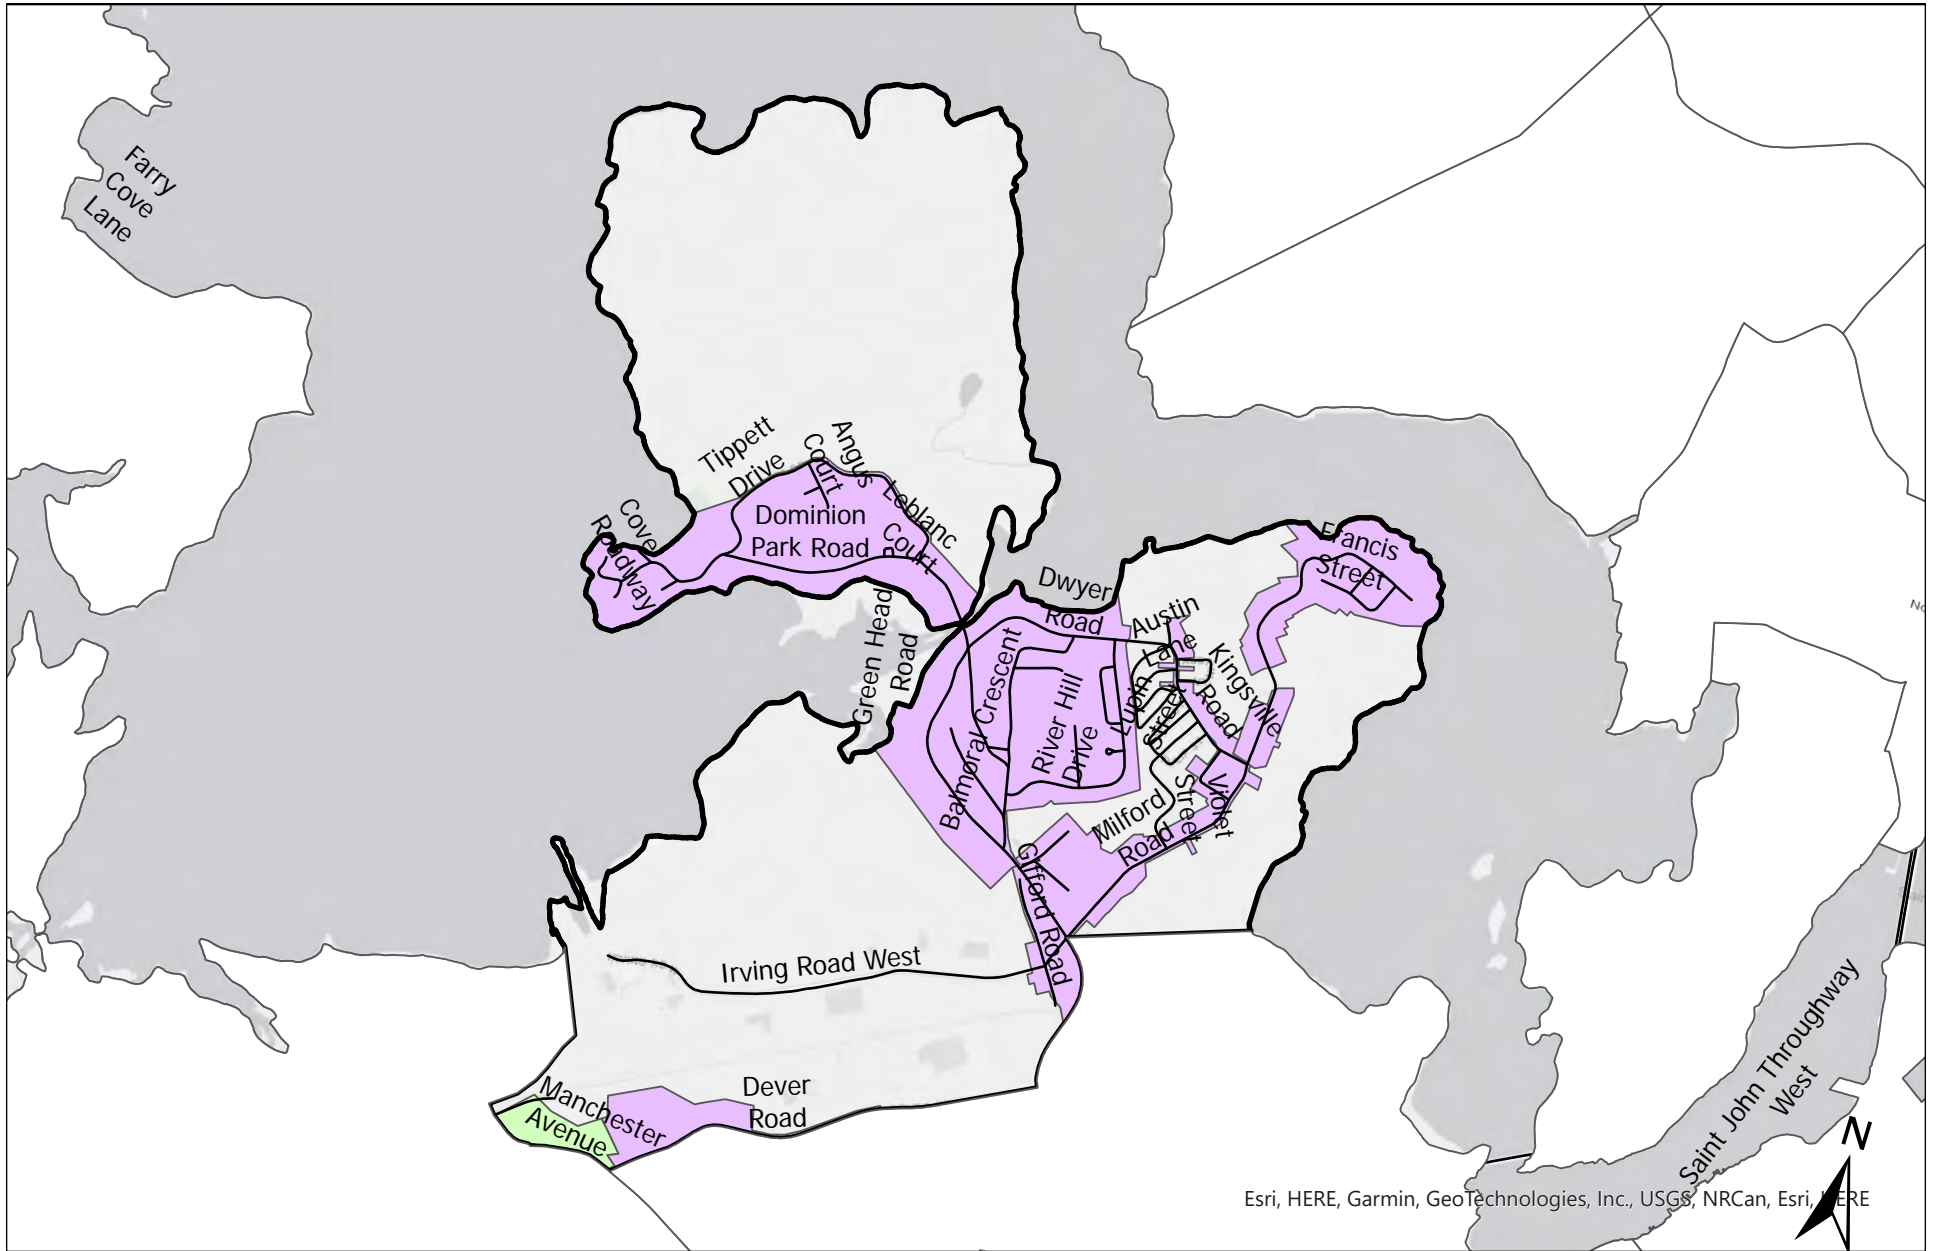 Farry
Cove
Lane
Tippett
Drive
Angus
Court
Leblanc
Court
Cove
Roadway
Dominion
Park Road
Green Head
Road
Dwyer
Road
Austin
Lane
Francis
Street
Kingsville
Road
Lupin
Street
Balmoral Crescent
River Hill
Drive
Milford
Road
Violet
Street
Gifford Road
Irving Road West
Manchester
Avenue
Dever
Road
Saint John Throughway
West
N
Esri, HERE, Garmin, GeoTechnologies, Inc., USGS, NRCan, Esri, HERE